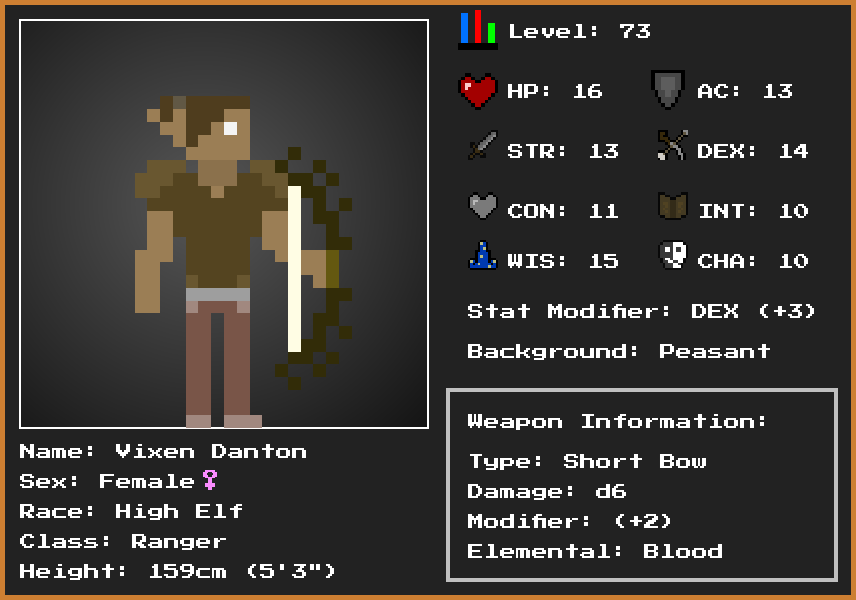 Level: 73
HP: 16 AC: 13
STR: 13 DEX: 14
CON: 11 INT: 10
WIS: 15 CHA: 10
Stat Modifier: DEX (+3)
Background: Peasant
Weapon Information:
Type: Short Bow
Damage: d6
Modifier: (+2)
Elemental: Blood
Name: Vixen Danton
Sex: Female♀
Race: High Elf
Class: Ranger
Height: 159cm (5'3")